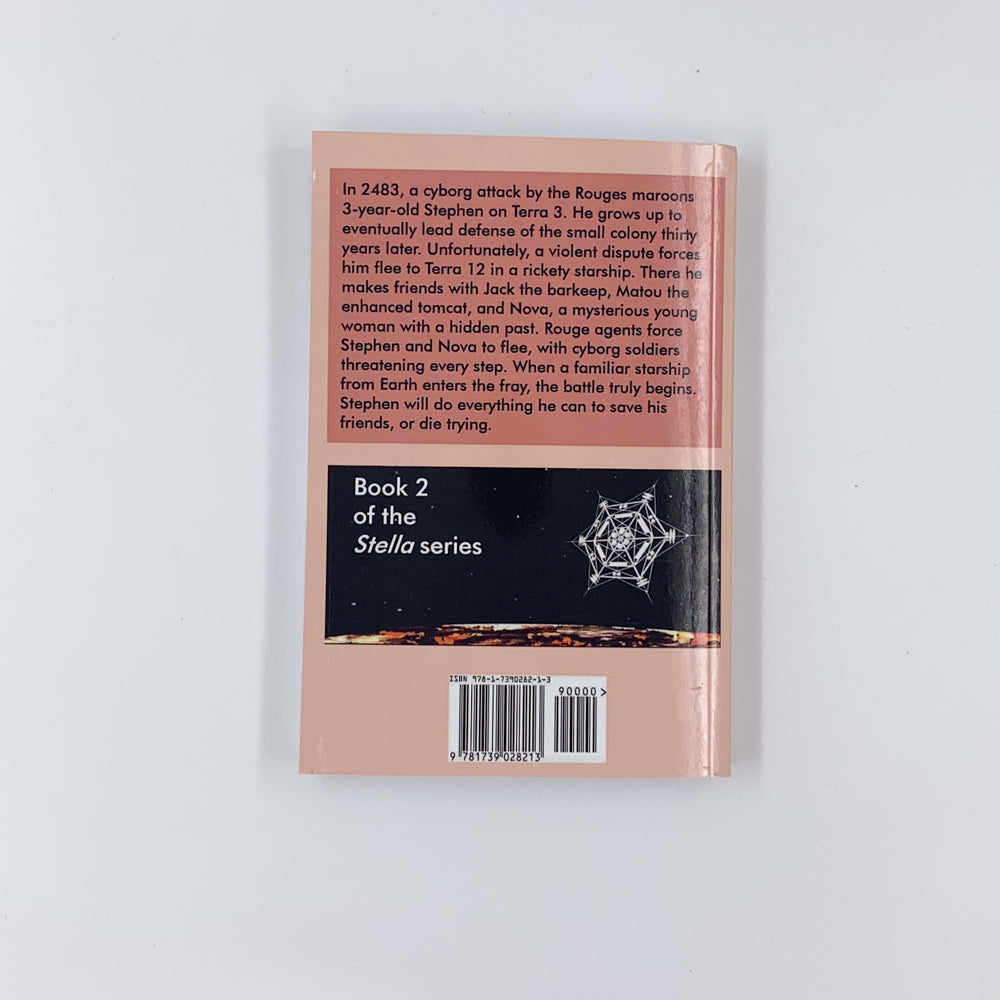 In 2483, a cyborg attack by the Rouges maroons
3-year-old Stephen on Terra 3. He grows up to
eventually lead defense of the small colony thirty
years later. Unfortunately, a violent dispute forces
him flee to Terra 12 in a rickety starship. There he
makes friends with Jack the barkeep, Matou the
enhanced tomcat, and Nova, a mysterious young
woman with a hidden past. Rouge agents force
Stephen and Nova to flee, with cyborg soldiers
threatening every step. When a familiar starship
from Earth enters the fray, the battle truly begins.
Stephen will do everything he can to save his
friends, or die trying.
Book 2
of the
Stella series
ISBN 978-1-7390282-1-3
90000>
9 781739 028213